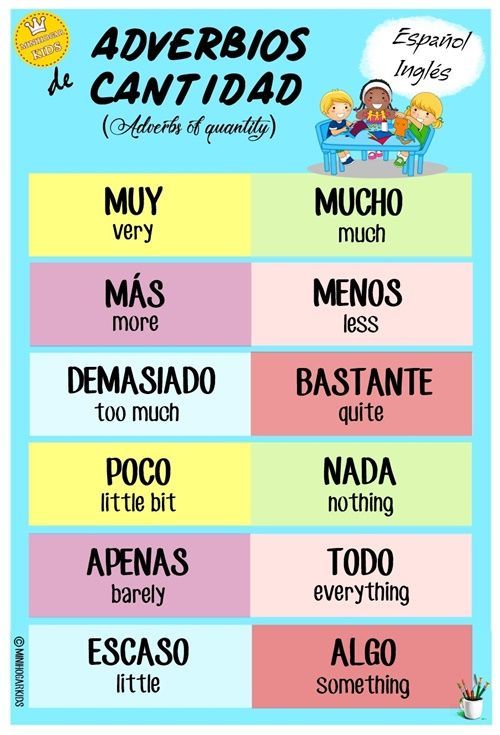 MINIHOGAR
KIDS
ADVERBIOS
de CANTIDAD
(Adverbs of quantity)
Español
Inglés
MUY
very
MUCHO
much
MÁS
more
MENOS
less
DEMASIADO
too much
BASTANTE
quite
POCO
little bit
NADA
nothing
APENAS
barely
TODO
everything
ESCASO
little
ALGO
something
© MINIHOGARKIDS